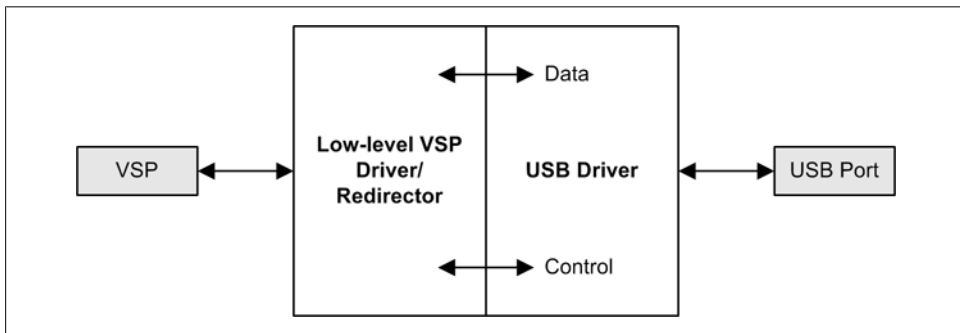 Data
Low-level VSP
Driver/
Redirector
VSP
USB Driver
USB Port
Control